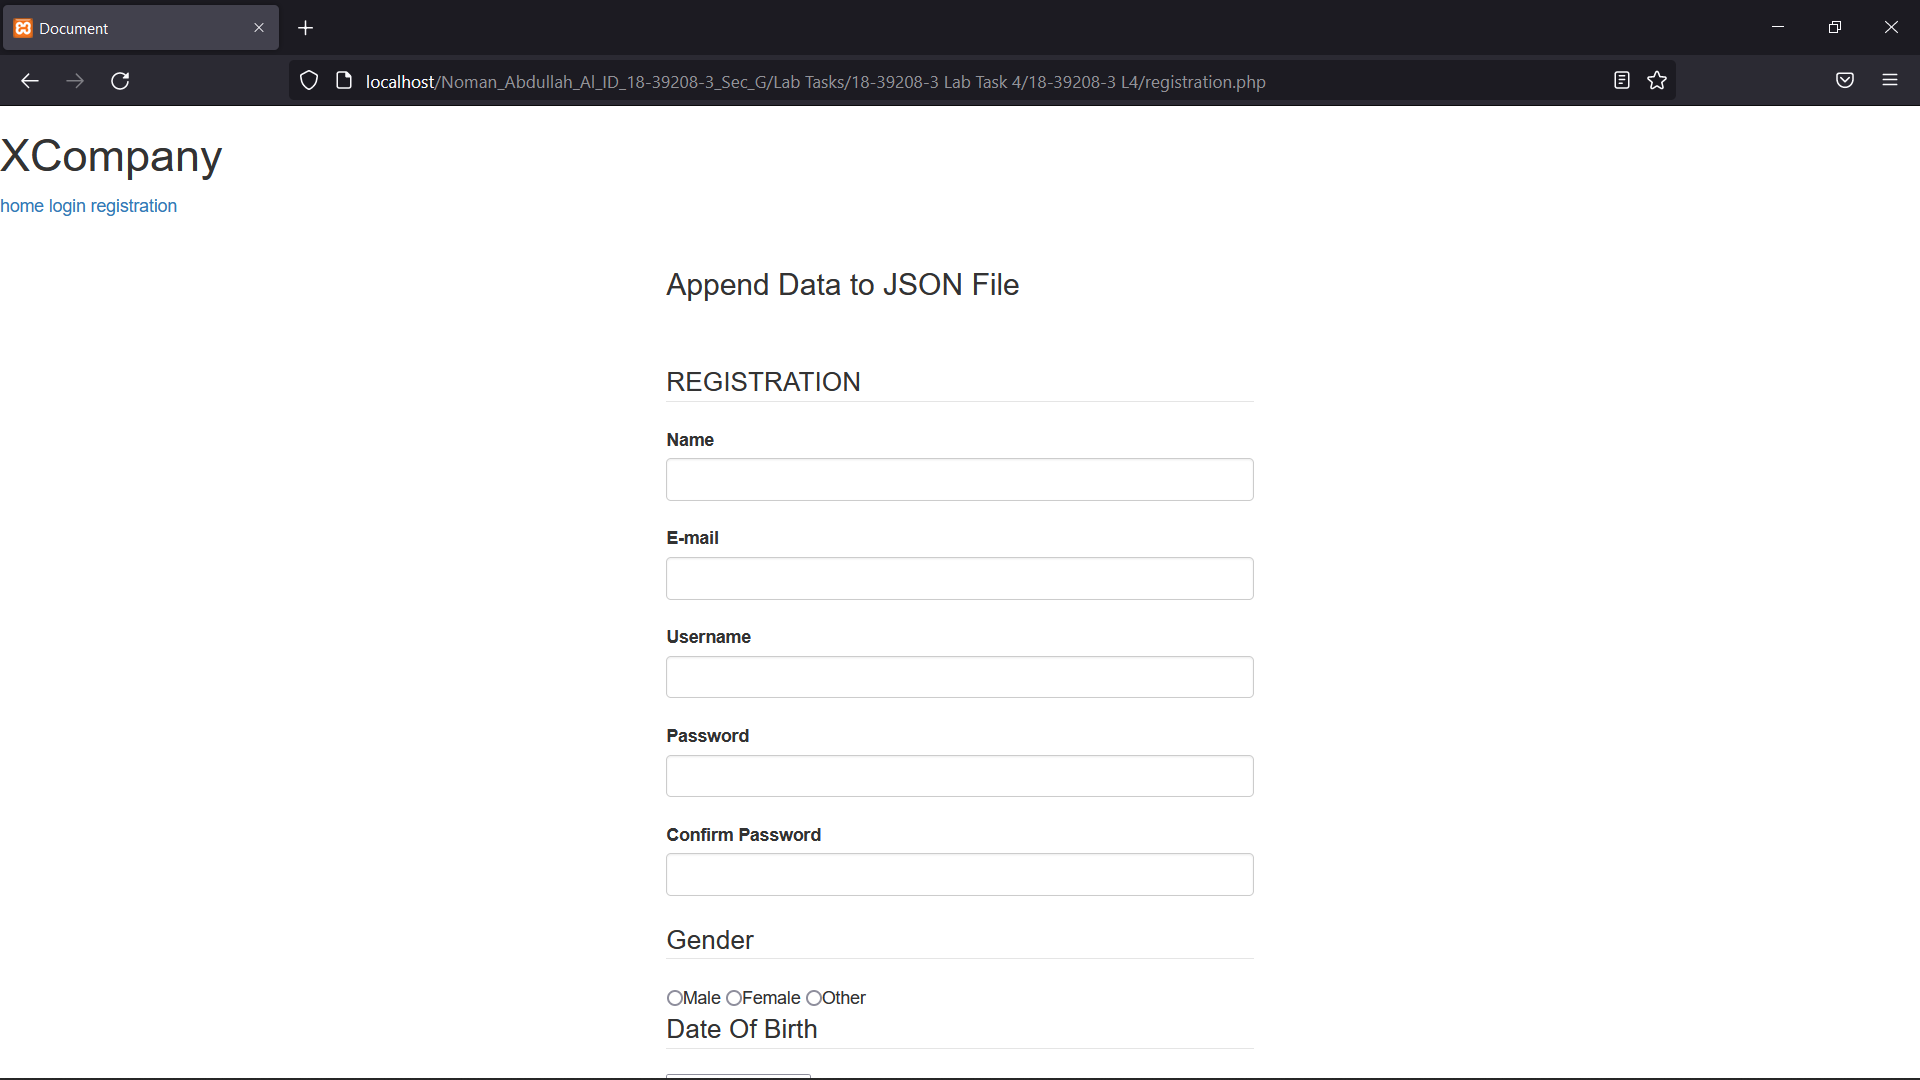 Document
localhost/Noman_Abdullah_Al_ID_18-39208-3_Sec_G/Lab Tasks/18-39208-3 Lab Task 4/18-39208-3 L4/registration.php
XCompany
home login registration
Append Data to JSON File
REGISTRATION
Name
E-mail
Username
Password
Confirm Password
Gender
Male Female Other
Date Of Birth